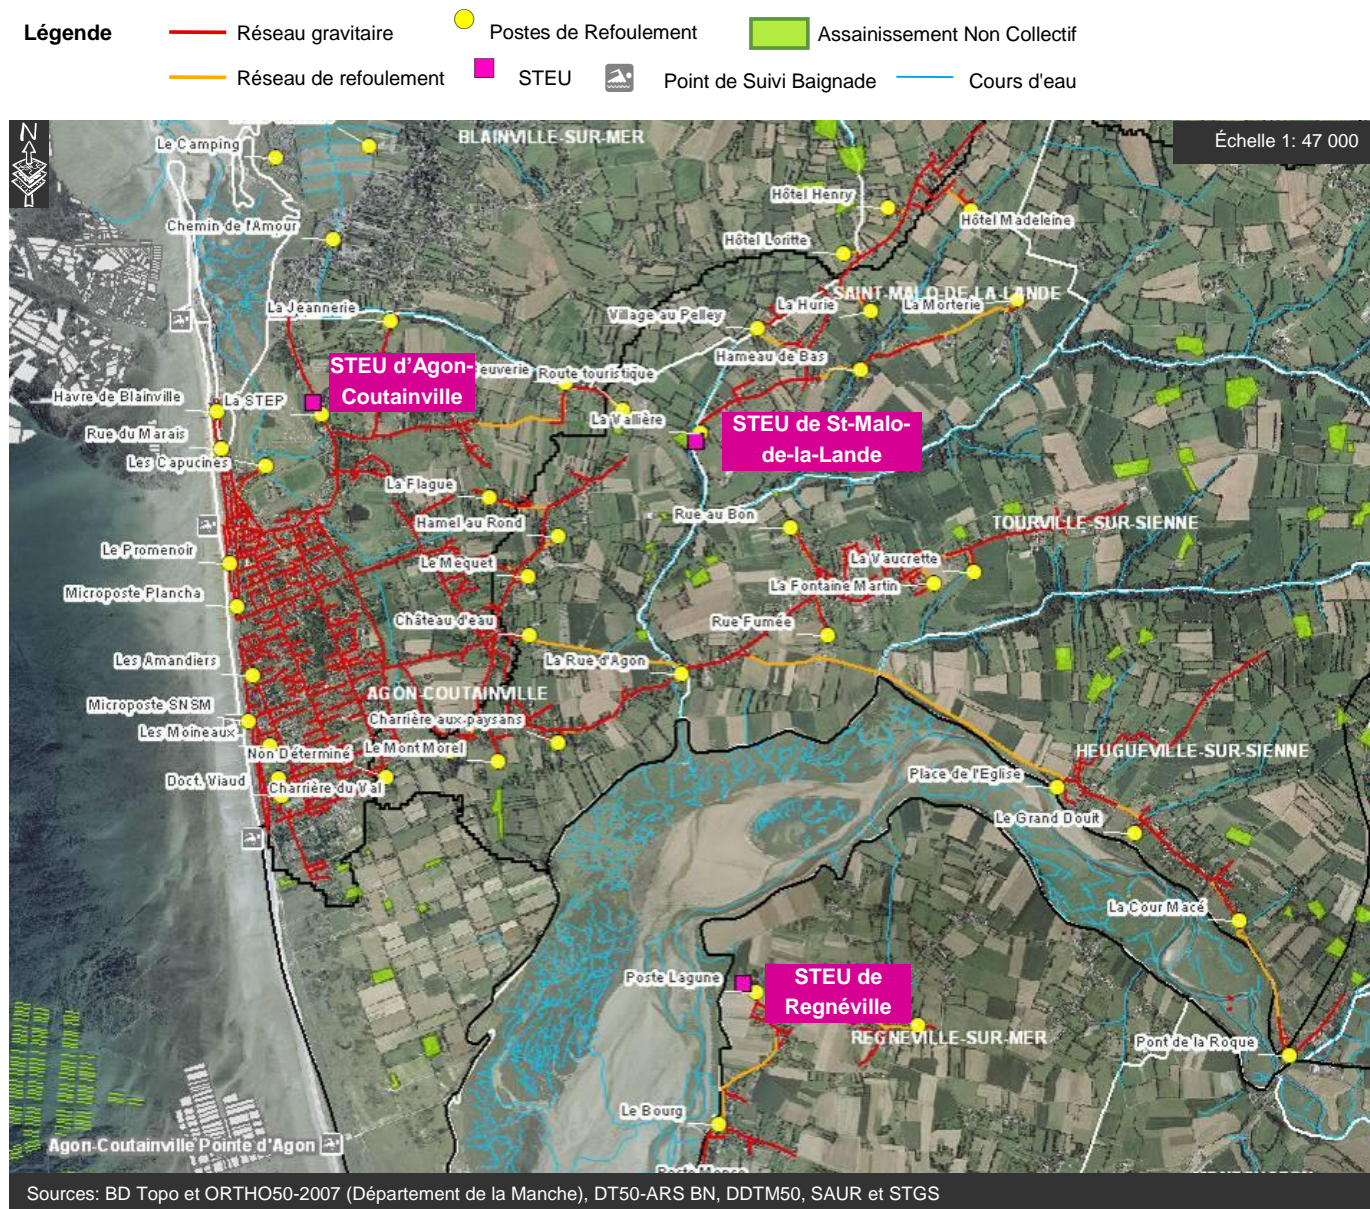 Légende
Réseau gravitaire
Postes de Refoulement
Assainissement Non Collectif
Réseau de refoulement
STEU
Point de Suivi Baignade
Cours d'eau
N
Échelle 1: 47 000
BLAINVILLE-SUR-MER
Le Camping
Hôtel Henry
Hôtel Madeleine
Chemin de l'Amour
Hôtel Loritte
SAINT-MALO-DE-LA-LANDE
La Jeannerie
La Hurie
La Morterie
Village au Pelley
Hameau de Bas
STEU d'Agon-
Coutainville
Route touristique
Havre de Blainville
La STEP
La Vallière
STEU de St-Malo-
de-la-Lande
Rue du Marais
Les Capucines
La Flague
Hamel au Rond
Rue au Bon
TOURVILLE-SUR-SIENNE
Le Promenoir
Le Mequet
La Vaucrette
La Fontaine Martin
Microposte Plancha
Château d'eau
Rue Fumée
Les Amandiers
La Rue d'Agon
AGON-COUTAINVILLE
Microposte SNSM
Charrière aux paysans
Les Moineaux
Non Déterminé
Le Mont Morel
HEUGUEVILLE-SUR-SIENNE
Doct. Viaud
Charrière du Val
Place de l'Eglise
Le Grand Douit
La Cour Macé
Poste Lagune
STEU de
Regnéville
REGNEVILLE-SUR-MER
Pont de la Roque
Le Bourg
Agon-Coutainville Pointe d'Agon
Sources: BD Topo et ORTHO50-2007 (Département de la Manche), DT50-ARS BN, DDTM50, SAUR et STGS